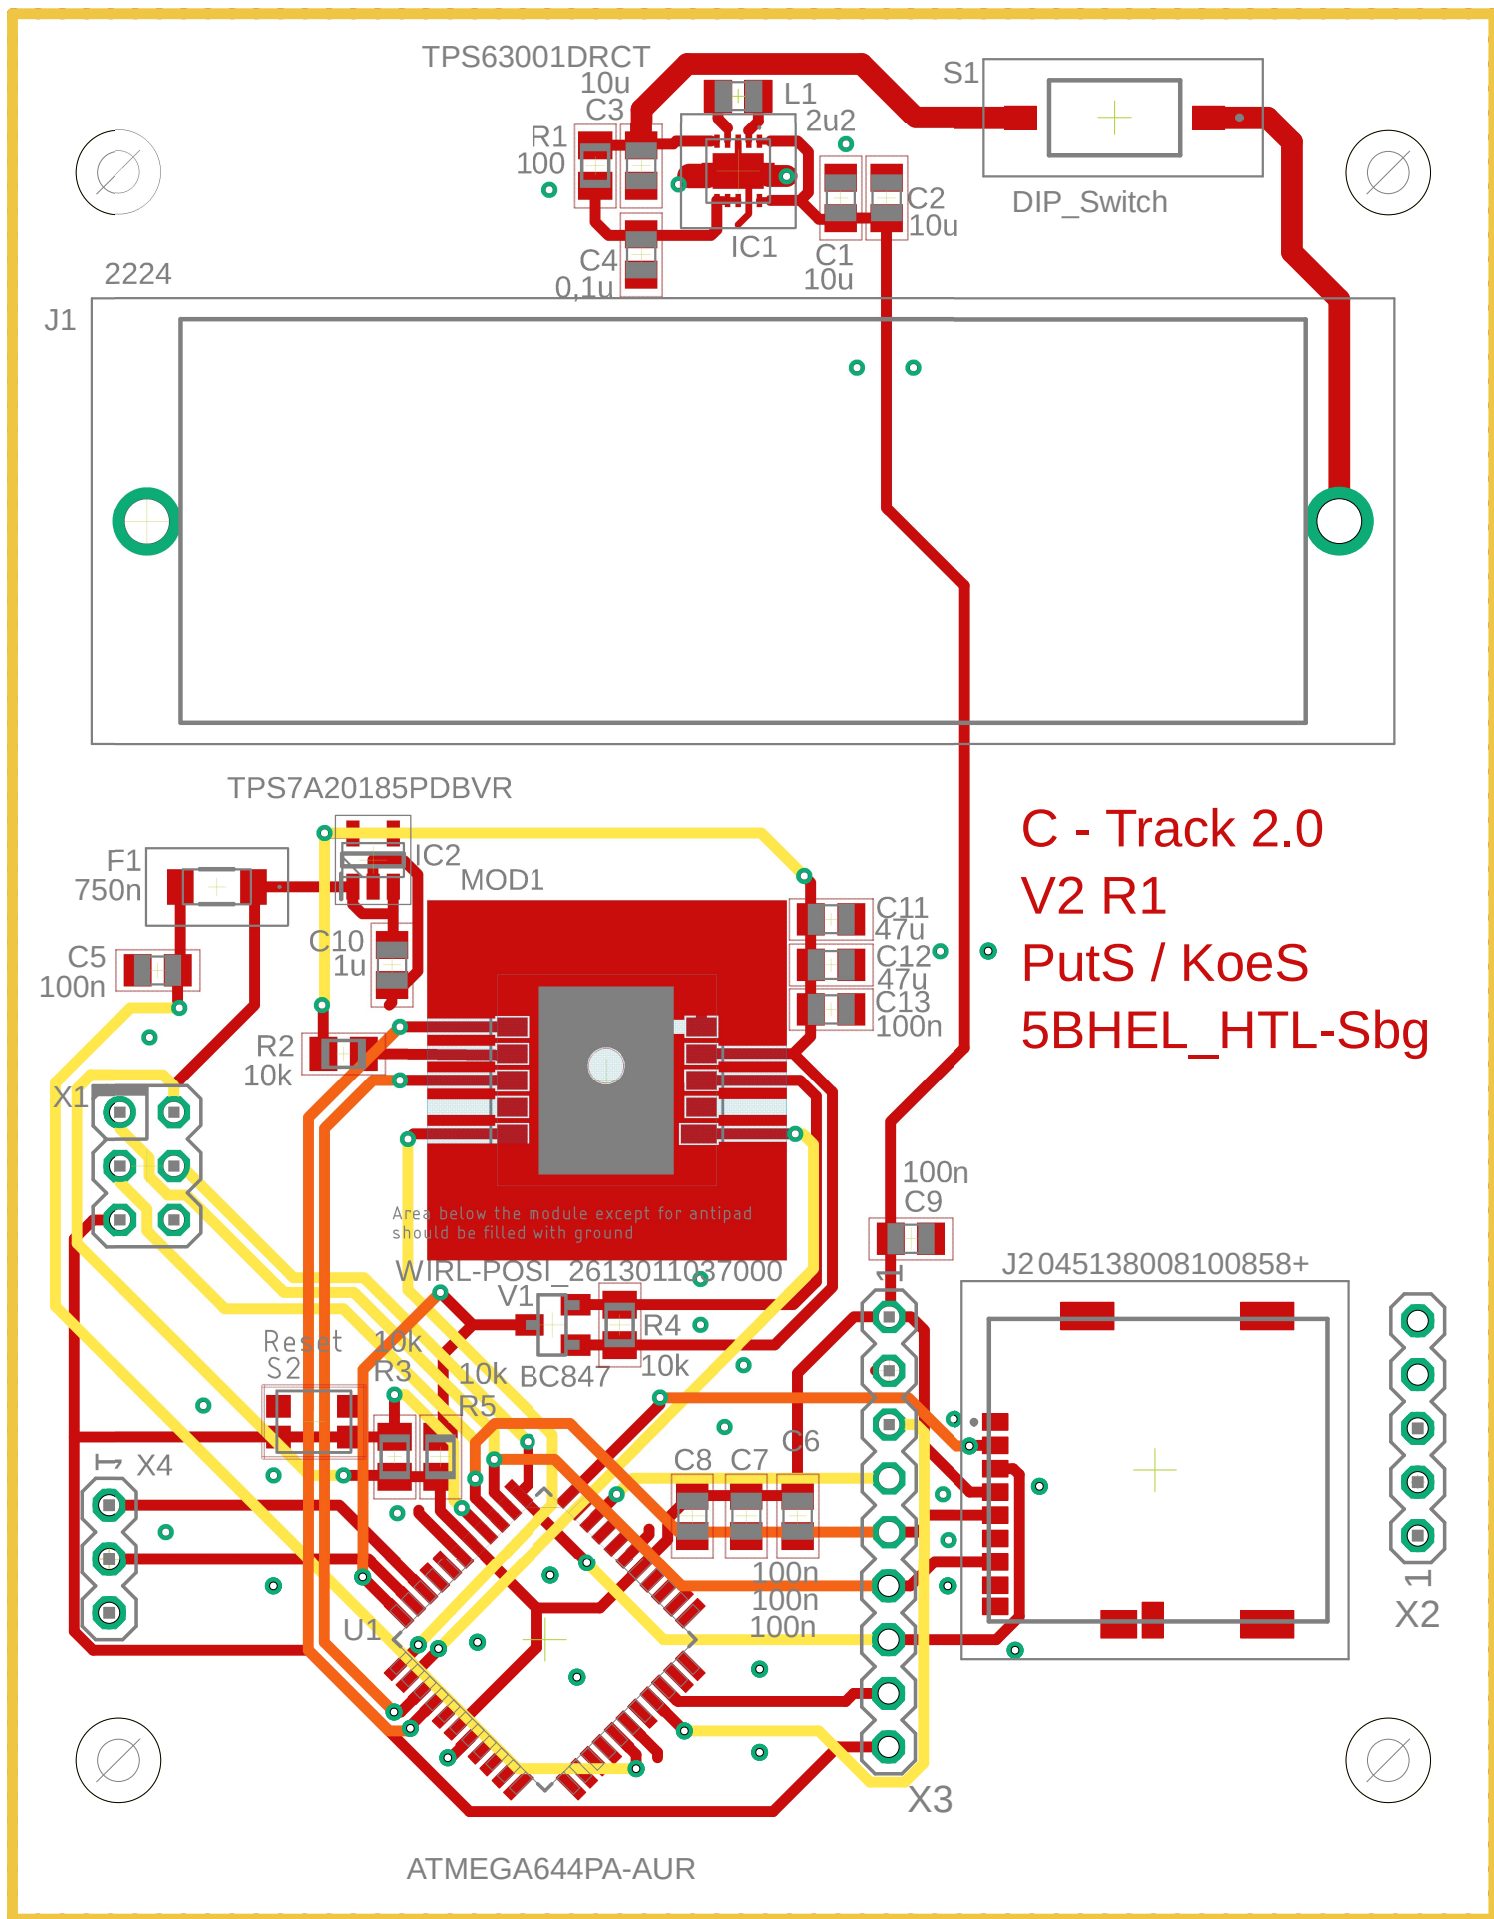 TPS63001DRCT
10u
C3
R1
100
L1
2u2
S1
DIP_Switch
C2
10u
C1
10u
IC1
C4
0,1u
2224
J1
TPS7A20185PDBVR
C - Track 2.0
V2 R1
PutS / KoeS
5BHEL_HTL-Sbg
F1
750n
IC2
MOD1
C11
47u
C12
47u
C13
100n
C10
1u
C5
100n
R2
10k
X1
Area below the module except for antipad
should be filled with ground
WIRL-POSI_2613011037000
100n
C9
1
J2 045138008100858+
V1
R4
10k
BC847
Reset
S2
10k
R3
10k
R5
1
X4
C8
C7
C6
100n
100n
100n
U1
1
X2
X3
ATMEGA644PA-AUR